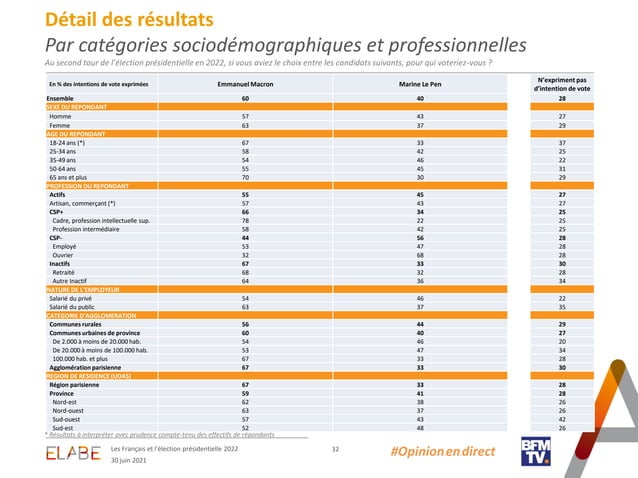 Détail des résultats
Par catégories sociodémographiques et professionnelles
Au second tour de l'élection présidentielle en 2022, si vous aviez le choix entre les candidats suivants, pour qui voteriez-vous ?
En % des intentions de vote exprimées Emmanuel Macron Marine Le Pen N'expriment pas d'intention de vote
Ensemble 60 40 28
SEXE DU REPONDANT
Homme 57 43 27
Femme 63 37 29
AGE DU REPONDANT
18-24 ans (*) 67 33 37
25-34 ans 58 42 25
35-49 ans 54 46 22
50-64 ans 55 45 31
65 ans et plus 70 30 29
PROFESSION DU REPONDANT
Actifs 55 45 27
Artisan, commerçant (*) 57 43 27
CSP+ 66 34 25
Cadre, profession intellectuelle sup. 78 22 25
Profession intermédiaire 58 42 25
CSP- 44 56 28
Employé 53 47 28
Ouvrier 32 68 28
Inactifs 67 33 30
Retraité 68 32 28
Autre inactif 64 36 34
NATURE DE L'EMPLOYEUR
Salarié du privé 54 46 22
Salarié du public 63 37 35
CATEGORIE D'AGGLOMERATION
Communes rurales 56 44 29
Communes urbaines de province 60 40 27
De 2.000 à moins de 20.000 hab. 54 46 20
De 20.000 à moins de 100.000 hab. 53 47 34
100.000 hab. et plus 67 33 28
Agglomération parisienne 67 33 30
REGION DE RESIDENCE (UDA5)
Région parisienne 67 33 28
Province 59 41 28
Nord-est 62 38 26
Nord-ouest 63 37 26
Sud-ouest 57 43 42
Sud-est 52 48 26
* Résultats à interpréter avec prudence compte-tenu des effectifs de répondants
ELABE
Les Français et l'élection présidentielle 2022
30 juin 2021
32
#Opinion en direct
BFM
TV.